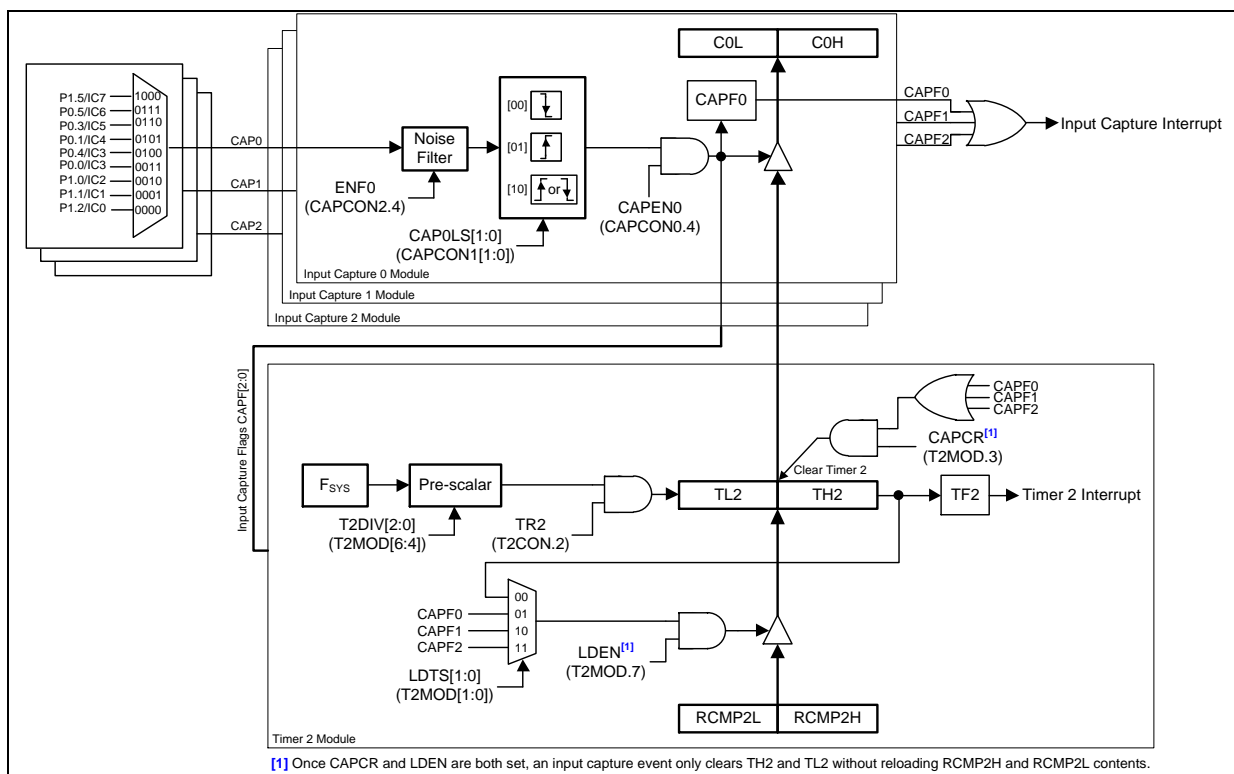 C0L C0H
P1.5/IC7 1000
P0.5/IC6 0111
P0.3/IC5 0110
P0.1/IC4 0101
P0.4/IC3 0100
P0.0/IC3 0011
P1.0/IC2 0010
P1.1/IC1 0001
P1.2/IC0 0000
CAP0
CAP1
CAP2
Noise
Filter
ENF0
(CAPCON2.4)
[00]
[01]
[10] or
CAP0LS[1:0]
(CAPCON1[1:0])
CAPEN0
(CAPCON0.4)
CAPF0
CAPF0
CAPF1
CAPF2
Input Capture Interrupt
Input Capture 0 Module
Input Capture 1 Module
Input Capture 2 Module
Input Capture Flags CAPF[2:0]
CAPF0
CAPF1
CAPF2
CAPCR[1]
(T2MOD.3)
Clear Timer 2
FSYS
Pre-scalar
T2DIV[2:0]
(T2MOD[6:4])
TR2
(T2CON.2)
TL2 TH2
TF2
Timer 2 Interrupt
00
CAPF0 01
CAPF1 10
CAPF2 11
LDTS[1:0]
(T2MOD[1:0])
LDEN[1]
(T2MOD.7)
RCMP2L RCMP2H
Timer 2 Module
[1] Once CAPCR and LDEN are both set, an input capture event only clears TH2 and TL2 without reloading RCMP2H and RCMP2L contents.